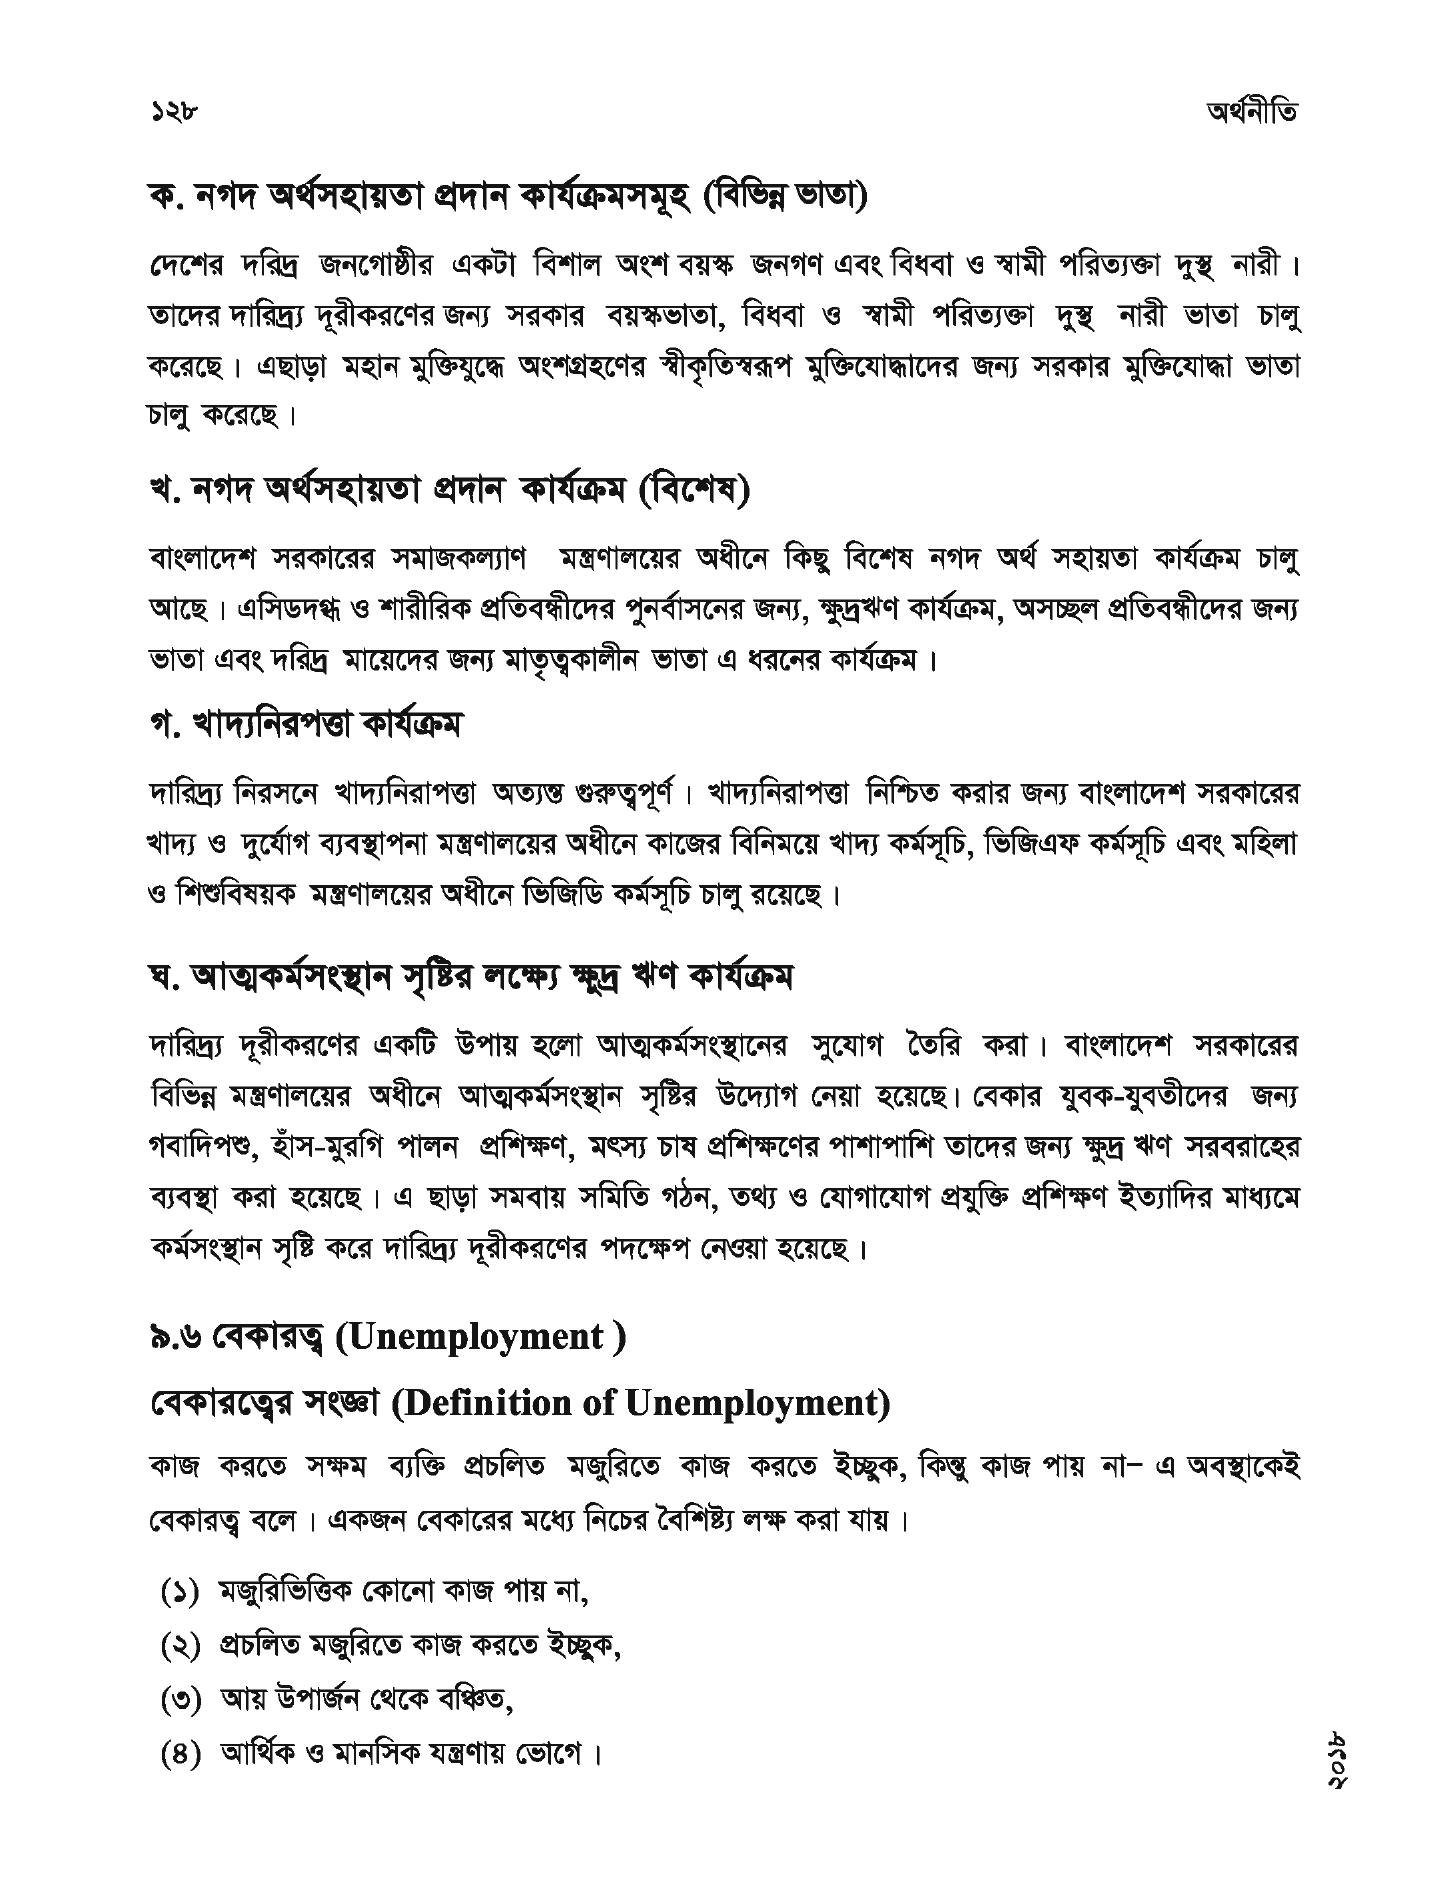 ১২৮
অর্থনীতি
ক. নগদ অর্থসহায়তা প্রদান কার্যক্রমসমূহ (বিভিন্ন ভাতা)
দেশের দরিদ্র জনগোষ্ঠীর একটা বিশাল অংশ বয়স্ক জনগণ এবং বিধবা ও স্বামী পরিত্যক্তা দুস্থ নারী।
তাদের দারিদ্র্য দূরীকরণের জন্য সরকার বয়স্কভাতা, বিধবা ও স্বামী পরিত্যক্তা দুস্থ নারী ভাতা চালু
করেছে। এছাড়া মহান মুক্তিযুদ্ধে অংশগ্রহণের স্বীকৃতিস্বরূপ মুক্তিযোদ্ধাদের জন্য সরকার মুক্তিযোদ্ধা ভাতা
চালু করেছে।
খ. নগদ অর্থসহায়তা প্রদান কার্যক্রম (বিশেষ)
বাংলাদেশ সরকারের সমাজকল্যাণ মন্ত্রণালয়ের অধীনে কিছু বিশেষ নগদ অর্থ সহায়তা কার্যক্রম চালু
আছে। এসিডদগ্ধ ও শারীরিক প্রতিবন্ধীদের পুনর্বাসনের জন্য, ক্ষুদ্রঋণ কার্যক্রম, অসচ্ছল প্রতিবন্ধীদের জন্য
ভাতা এবং দরিদ্র মায়েদের জন্য মাতৃত্বকালীন ভাতা এ ধরনের কার্যক্রম।
গ. খাদ্যনিরপত্তা কার্যক্রম
দারিদ্র্য নিরসনে খাদ্যনিরাপত্তা অত্যন্ত গুরুত্বপূর্ণ। খাদ্যনিরাপত্তা নিশ্চিত করার জন্য বাংলাদেশ সরকারের
খাদ্য ও দুর্যোগ ব্যবস্থাপনা মন্ত্রণালয়ের অধীনে কাজের বিনিময়ে খাদ্য কর্মসূচি, ভিজিএফ কর্মসূচি এবং মহিলা
ও শিশুবিষয়ক মন্ত্রণালয়ের অধীনে ভিজিডি কর্মসূচি চালু রয়েছে।
ঘ. আত্মকর্মসংস্থান সৃষ্টির লক্ষ্যে ক্ষুদ্র ঋণ কার্যক্রম
দারিদ্র্য দূরীকরণের একটি উপায় হলো আত্মকর্মসংস্থানের সুযোগ তৈরি করা। বাংলাদেশ সরকারের
বিভিন্ন মন্ত্রণালয়ের অধীনে আত্মকর্মসংস্থান সৃষ্টির উদ্যোগ নেয়া হয়েছে। বেকার যুবক-যুবতীদের জন্য
গবাদিপশু, হাঁস-মুরগি পালন প্রশিক্ষণ, মৎস্য চাষ প্রশিক্ষণের পাশাপাশি তাদের জন্য ক্ষুদ্র ঋণ সরবরাহের
ব্যবস্থা করা হয়েছে। এ ছাড়া সমবায় সমিতি গঠন, তথ্য ও যোগাযোগ প্রযুক্তি প্রশিক্ষণ ইত্যাদির মাধ্যমে
কর্মসংস্থান সৃষ্টি করে দারিদ্র্য দূরীকরণের পদক্ষেপ নেওয়া হয়েছে।
৯.৬ বেকারত্ব (Unemployment )
বেকারত্বের সংজ্ঞা (Definition of Unemployment)
কাজ করতে সক্ষম ব্যক্তি প্রচলিত মজুরিতে কাজ করতে ইচ্ছুক, কিন্তু কাজ পায় না– এ অবস্থাকেই
বেকারত্ব বলে। একজন বেকারের মধ্যে নিচের বৈশিষ্ট্য লক্ষ করা যায়।
(১) মজুরিভিত্তিক কোনো কাজ পায় না,
(২) প্রচলিত মজুরিতে কাজ করতে ইচ্ছুক,
(৩) আয় উপার্জন থেকে বঞ্চিত,
(৪) আর্থিক ও মানসিক যন্ত্রণায় ভোগে।
২০১৮